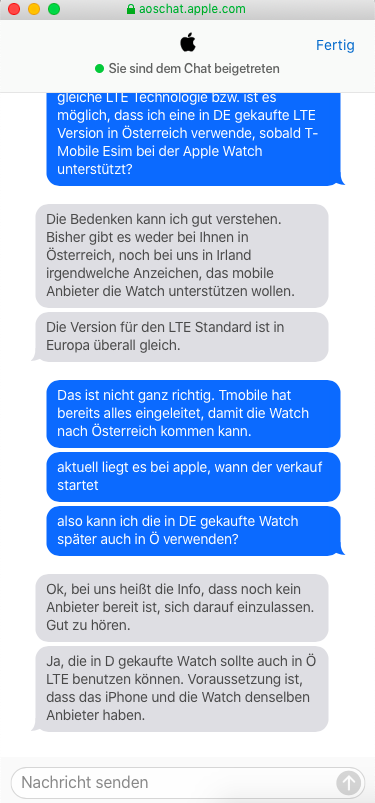 aoschat.apple.com
Fertig
Sie sind dem Chat beigetreten
gleiche LTE Technologie bzw. ist es
möglich, dass ich eine in DE gekaufte LTE
Version in Österreich verwende, sobald T-
Mobile Esim bei der Apple Watch
unterstützt?
Die Bedenken kann ich gut verstehen.
Bisher gibt es weder bei Ihnen in
Österreich, noch bei uns in Irland
irgendwelche Anzeichen, das mobile
Anbieter die Watch unterstützen wollen.
Die Version für den LTE Standard ist in
Europa überall gleich.
Das ist nicht ganz richtig. Tmobile hat
bereits alles eingeleitet, damit die Watch
nach Österreich kommen kann.
aktuell liegt es bei apple, wann der verkauf
startet
also kann ich die in DE gekaufte Watch
später auch in Ö verwenden?
Ok, bei uns heißt die Info, dass noch kein
Anbieter bereit ist, sich darauf einzulassen.
Gut zu hören.
Ja, die in D gekaufte Watch sollte auch in Ö
LTE benutzen können. Voraussetzung ist,
dass das iPhone und die Watch denselben
Anbieter haben.
Nachricht senden